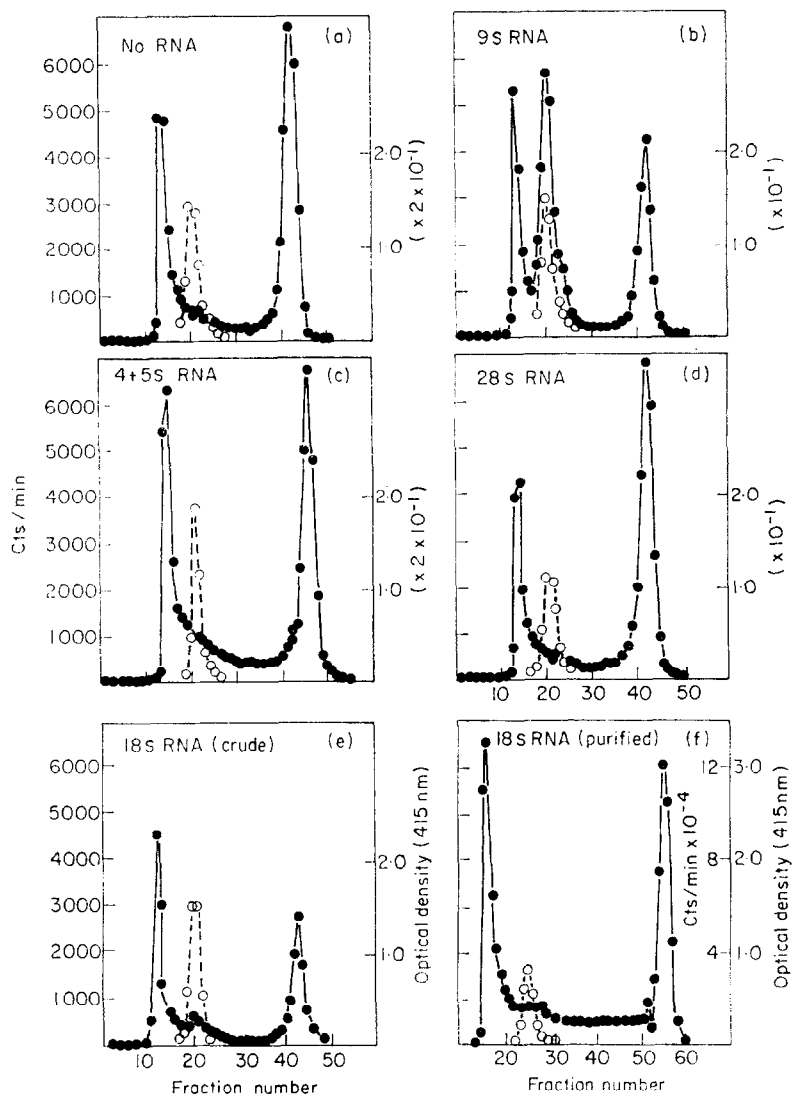 No RNA (a)
6000
5000
4000
3000
2000
1000
2.0
1.0
(x 2 x 10⁻¹)
9s RNA (b)
2.0
1.0
(x 10⁻¹)
4+5s RNA (c)
6000
5000
4000
3000
2000
1000
Cts/min
2.0
1.0
(x 2 x 10⁻¹)
10 30 50
28s RNA (d)
2.0
1.0
(x 10⁻¹)
10 20 30 40 50
18s RNA (crude) (e)
6000
5000
4000
3000
2000
1000
2.0
1.0
Optical density (415nm)
10 20 30 40 50
Fraction number
18s RNA (purified) (f)
12 3.0
8 2.0
4 1.0
Cts/min x 10⁻⁴
Optical density (415nm)
20 30 40 50 60
Fraction number